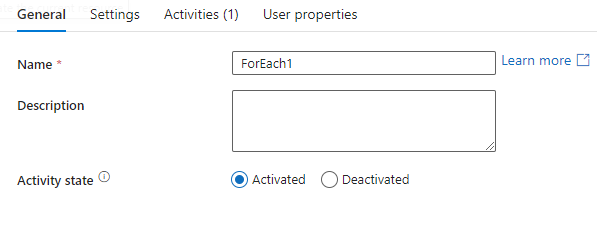 General Settings Activities (1) User properties
Name * ForEach1 Learn more
Description
Activity state Activated Deactivated